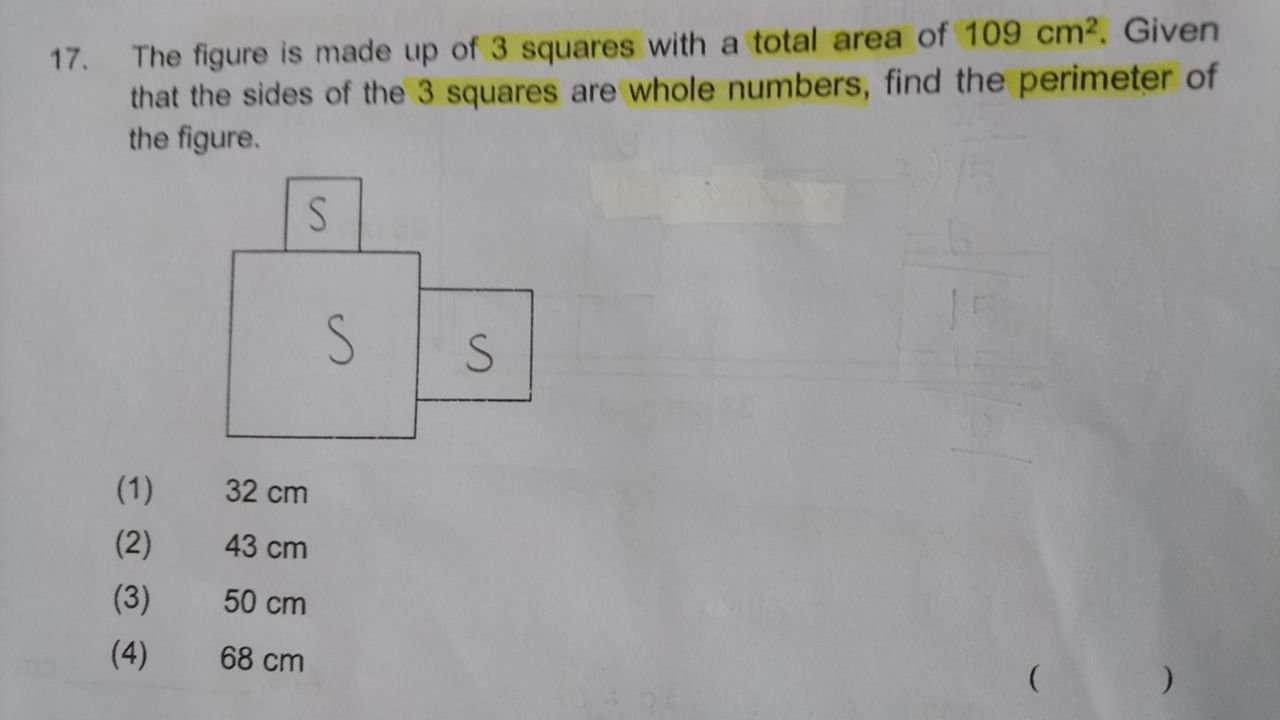 17. The figure is made up of 3 squares with a total area of 109 cm². Given
that the sides of the 3 squares are whole numbers, find the perimeter of
the figure.
S
S
S
(1) 32 cm
(2) 43 cm
(3) 50 cm
(4) 68 cm
( )